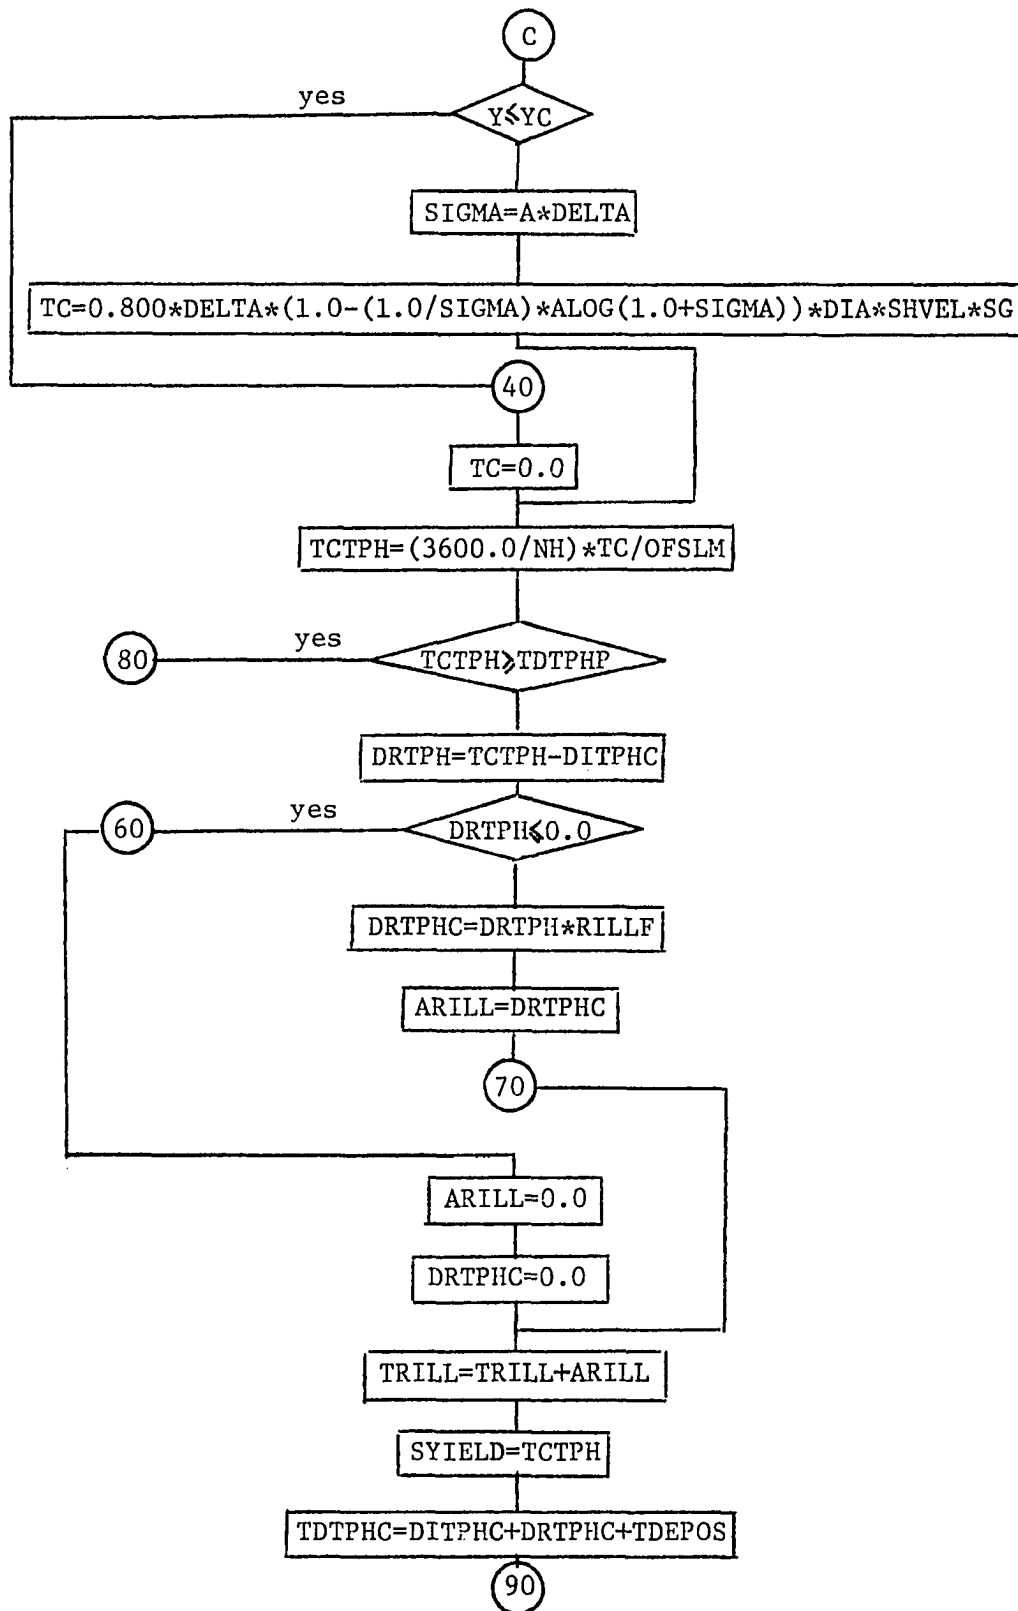 C
yes
Y≤YC
SIGMA=A*DELTA
TC=0.800*DELTA*(1.0-(1.0/SIGMA)*ALOG(1.0+SIGMA))*DIA*SHVEL*SG
40
TC=0.0
TCTPH=(3600.0/NH)*TC/OFSLM
80
yes
TCTPH≥TDTPHP
DRTPH=TCTPH-DITPHC
60
yes
DRTPH≤0.0
DRTPHC=DRTPH*RILLF
ARILL=DRTPHC
70
ARILL=0.0
DRTPHC=0.0
TRILL=TRILL+ARILL
SYIELD=TCTPH
TDTPHC=DITPHC+DRTPHC+TDEPOS
90